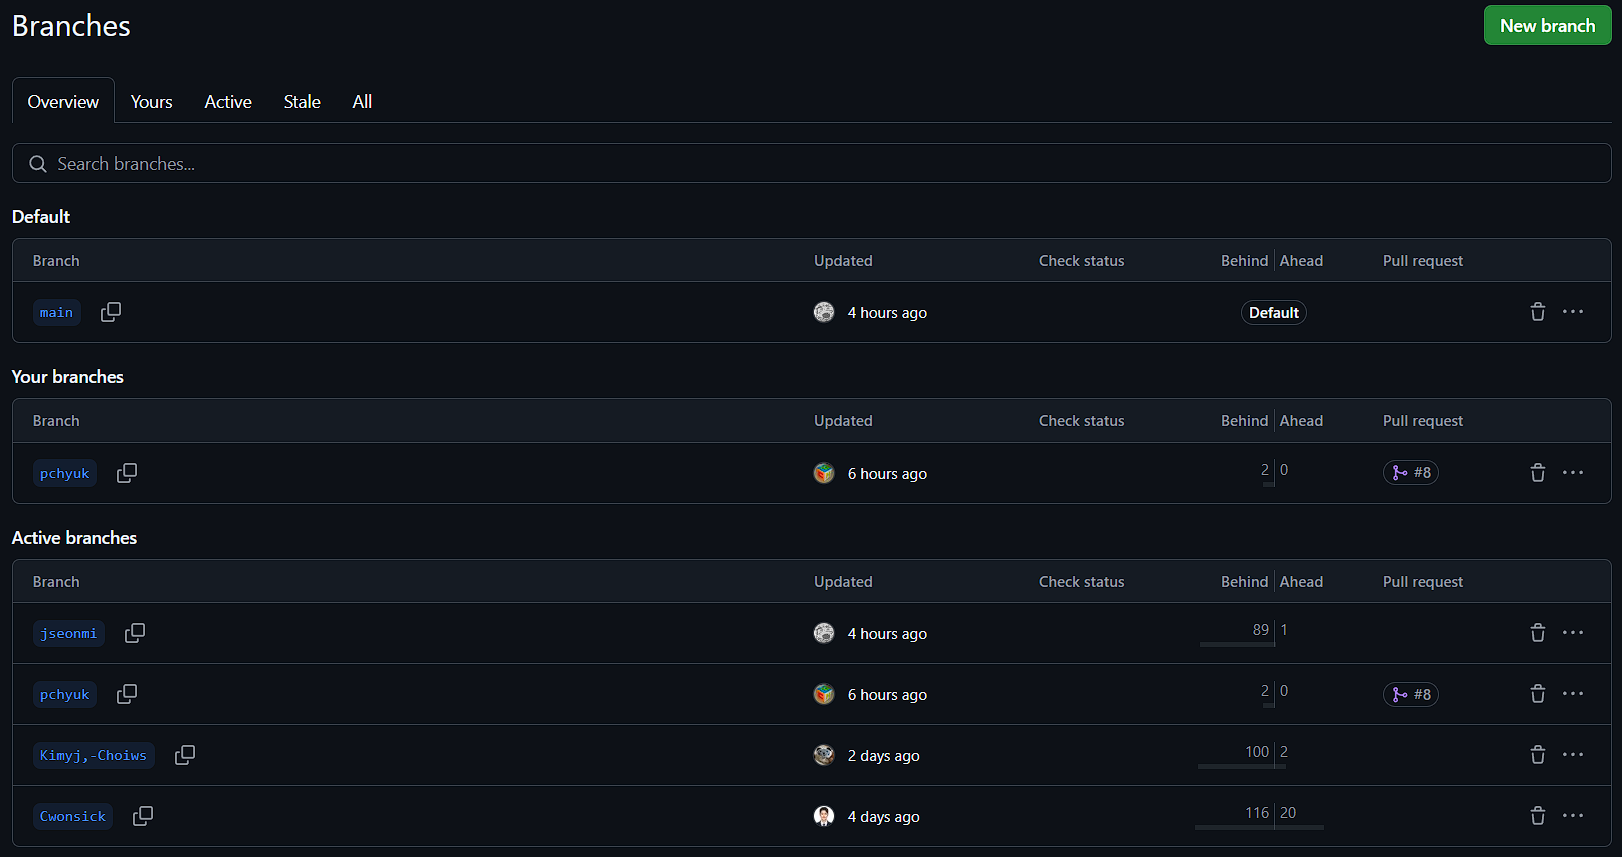 Branches
New branch
Overview Yours Active Stale All
Search branches...
Default
Branch Updated Check status Behind Ahead Pull request
main 4 hours ago Default
Your branches
Branch Updated Check status Behind Ahead Pull request
pchyuk 6 hours ago 2 0 #8
Active branches
Branch Updated Check status Behind Ahead Pull request
jseonmi 4 hours ago 89 1
pchyuk 6 hours ago 2 0 #8
Kimyj,-Choiws 2 days ago 100 2
Cwonsick 4 days ago 116 20